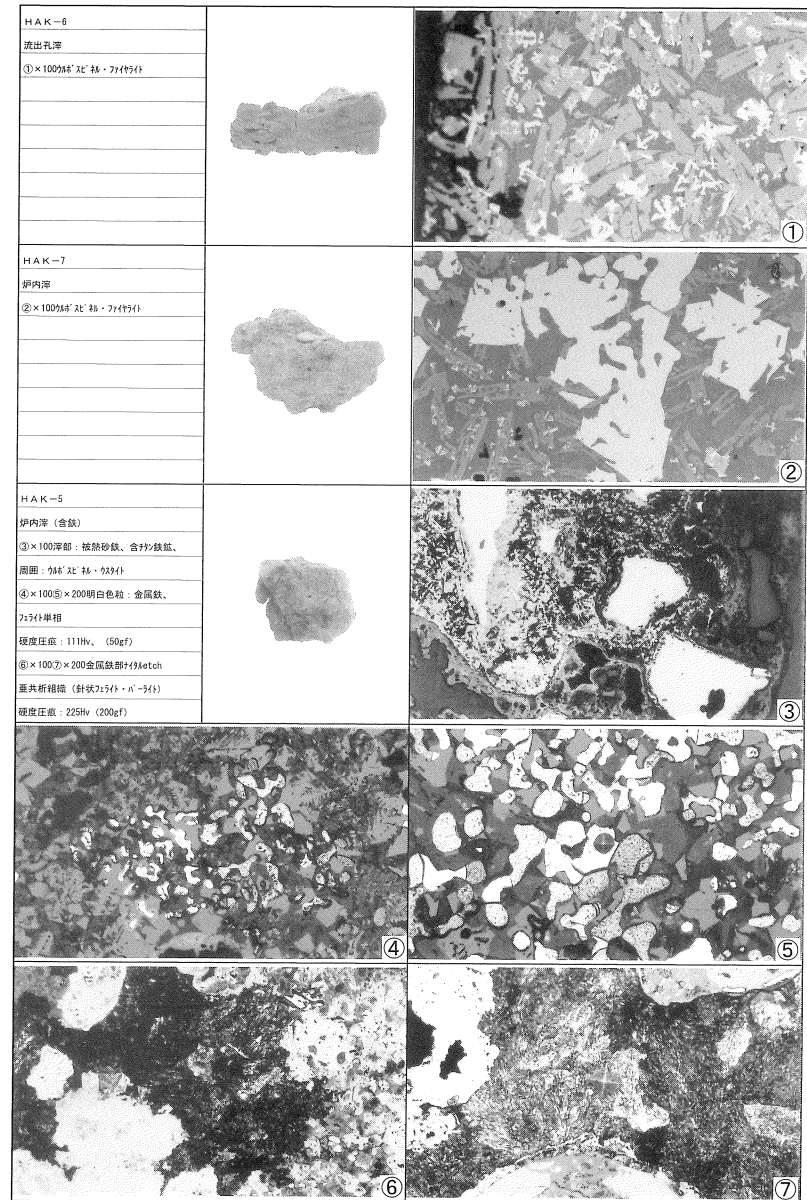 HAK-6
流出孔滓
①×100ｳﾙﾎﾞｽﾋﾟﾈﾙ・ﾌｧｲﾔﾗｲﾄ
①
HAK-7
炉内滓
②×100ｳﾙﾎﾞｽﾋﾟﾈﾙ・ﾌｧｲﾔﾗｲﾄ
②
HAK-5
炉内滓（含鉄）
③×100滓部：被熱砂鉄、含ﾁﾀﾝ鉄鉱、
周囲：ｳﾙﾎﾞｽﾋﾟﾈﾙ・ｳｽﾀｲﾄ
④×100⑤×200明白色粒：金属鉄、
ﾌｪﾗｲﾄ単相
硬度圧痕：111Hv、（50gf）
⑥×100⑦×200金属鉄部ﾅｲﾀﾙetch
亜共析組織（針状ﾌｪﾗｲﾄ・ﾊﾟｰﾗｲﾄ）
硬度圧痕：225Hv（200gf）
③
④
⑤
⑥
⑦